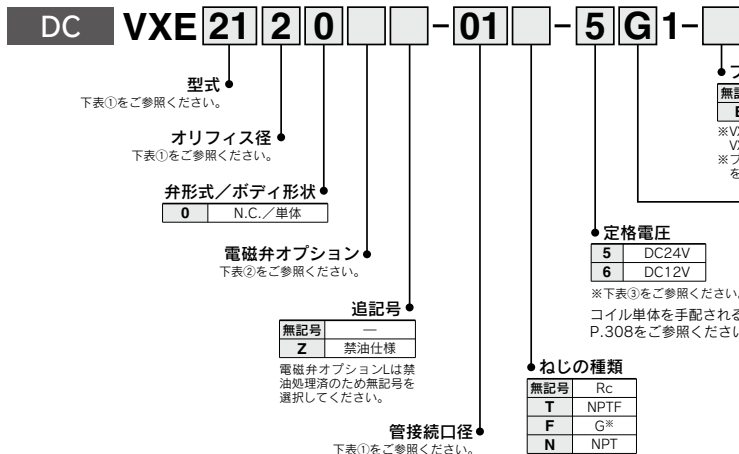 DC VXE 21 2 0 - 01 - 5 G 1-
型式
下表①をご参照ください。
オリフィス径
下表①をご参照ください。
弁形式／ボディ形状
0 N.C.／単体
電磁弁オプション
下表②をご参照ください。
追記号
無記号 —
Z 禁油仕様
電磁弁オプションLは禁
油処理済のため無記号を
選択してください。
管接続口径
下表①をご参照ください。
ねじの種類
無記号 Rc
T NPTF
F G※
N NPT
定格電圧
5 DC24V
6 DC12V
※下表③をご参照ください。
コイル単体を手配される
P.308をご参照ください